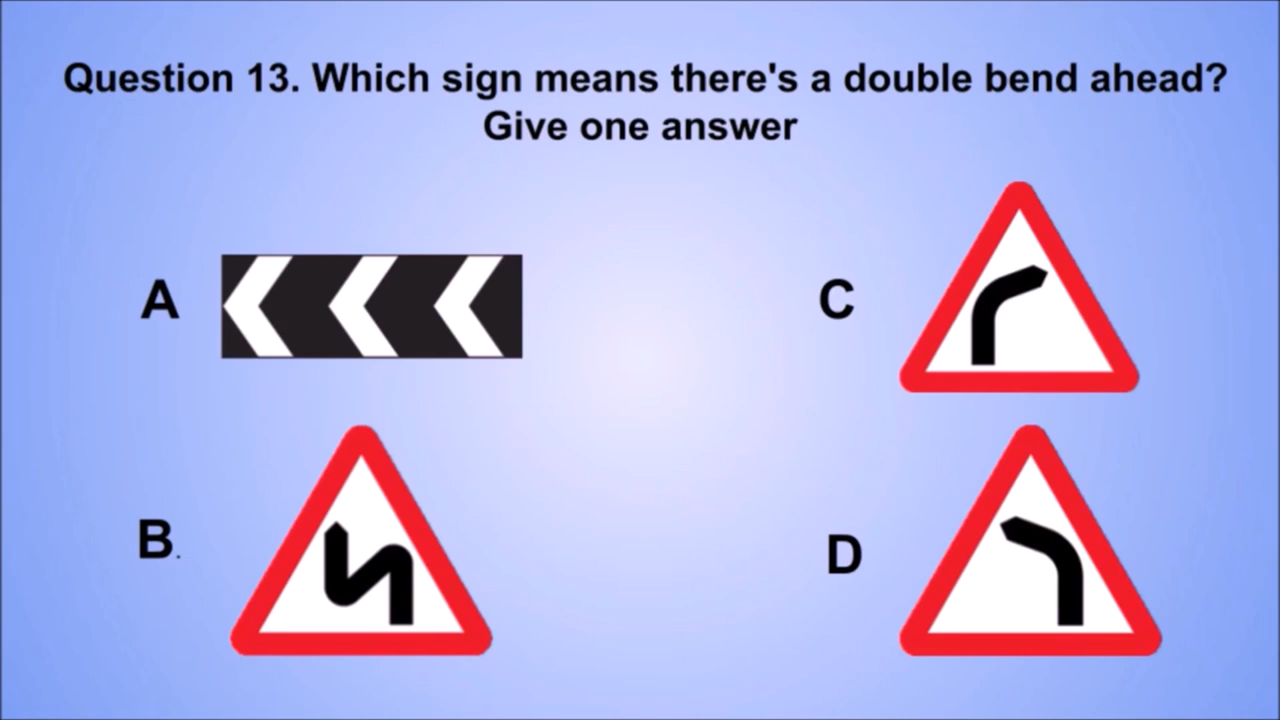 Question 13. Which sign means there's a double bend ahead?
Give one answer
A
C
B.
D